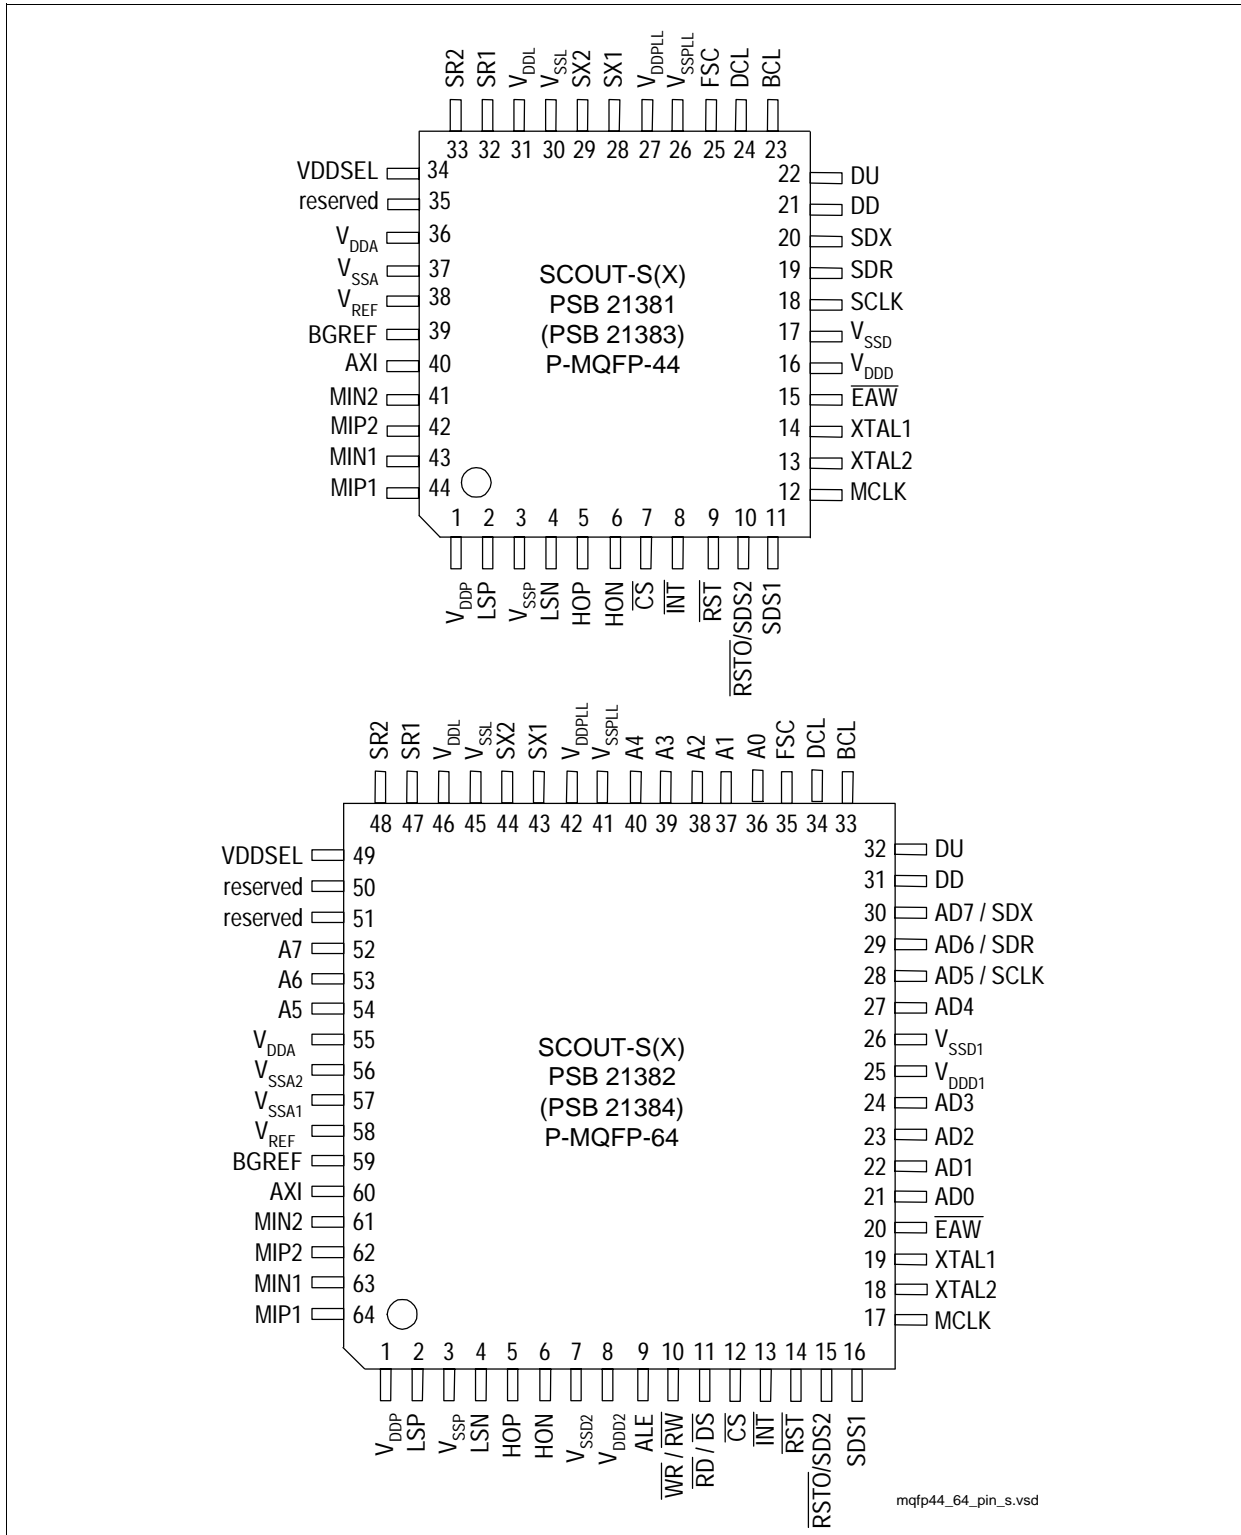 SR2 SR1 VDDL VSSL SX2 SX1 VDDPLL VSSPLL FSC DCL BCL
33 32 31 30 29 28 27 26 25 24 23
VDDSEL 34 22 DU
reserved 35 21 DD
VDDA 36 20 SDX
VSSA 37 19 SDR
VREF 38 18 SCLK
BGREF 39 17 VSSD
AXI 40 16 VDDD
MIN2 41 15 EAW
MIP2 42 14 XTAL1
MIN1 43 13 XTAL2
MIP1 44 12 MCLK
SCOUT-S(X)
PSB 21381
(PSB 21383)
P-MQFP-44
1 2 3 4 5 6 7 8 9 10 11
VDDP LSP VSSP LSN HOP HON CS INT RST RSTO/SDS2 SDS1
SR2 SR1 VDDL VSSL SX2 SX1 VDDPLL VSSPLL A4 A3 A2 A1 A0 FSC DCL BCL
48 47 46 45 44 43 42 41 40 39 38 37 36 35 34 33
VDDSEL 49 32 DU
reserved 50 31 DD
reserved 51 30 AD7 / SDX
A7 52 29 AD6 / SDR
A6 53 28 AD5 / SCLK
A5 54 27 AD4
VDDA 55 26 VSSD1
VSSA2 56 25 VDDD1
VSSA1 57 24 AD3
VREF 58 23 AD2
BGREF 59 22 AD1
AXI 60 21 AD0
MIN2 61 20 EAW
MIP2 62 19 XTAL1
MIN1 63 18 XTAL2
MIP1 64 17 MCLK
SCOUT-S(X)
PSB 21382
(PSB 21384)
P-MQFP-64
1 2 3 4 5 6 7 8 9 10 11 12 13 14 15 16
VDDP LSP VSSP LSN HOP HON VSSD2 VDDD2 ALE WR / RW RD / DS CS INT RST RSTO/SDS2 SDS1
mqfp44_64_pin_s.vsd